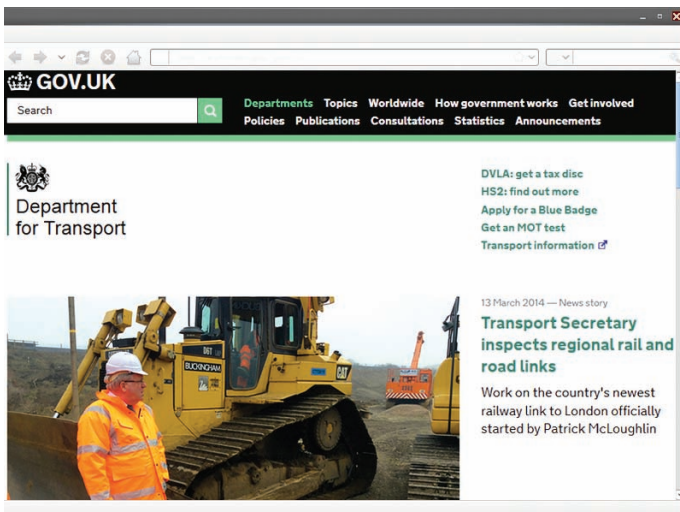 GOV.UK
Search
Departments Topics Worldwide How government works Get involved
Policies Publications Consultations Statistics Announcements
Department
for Transport
DVLA: get a tax disc
HS2: find out more
Apply for a Blue Badge
Get an MOT test
Transport information
13 March 2014 — News story
Transport Secretary
inspects regional rail and
road links
Work on the country's newest
railway link to London officially
started by Patrick McLoughlin
D6T
BUCKINGHAM
CAT